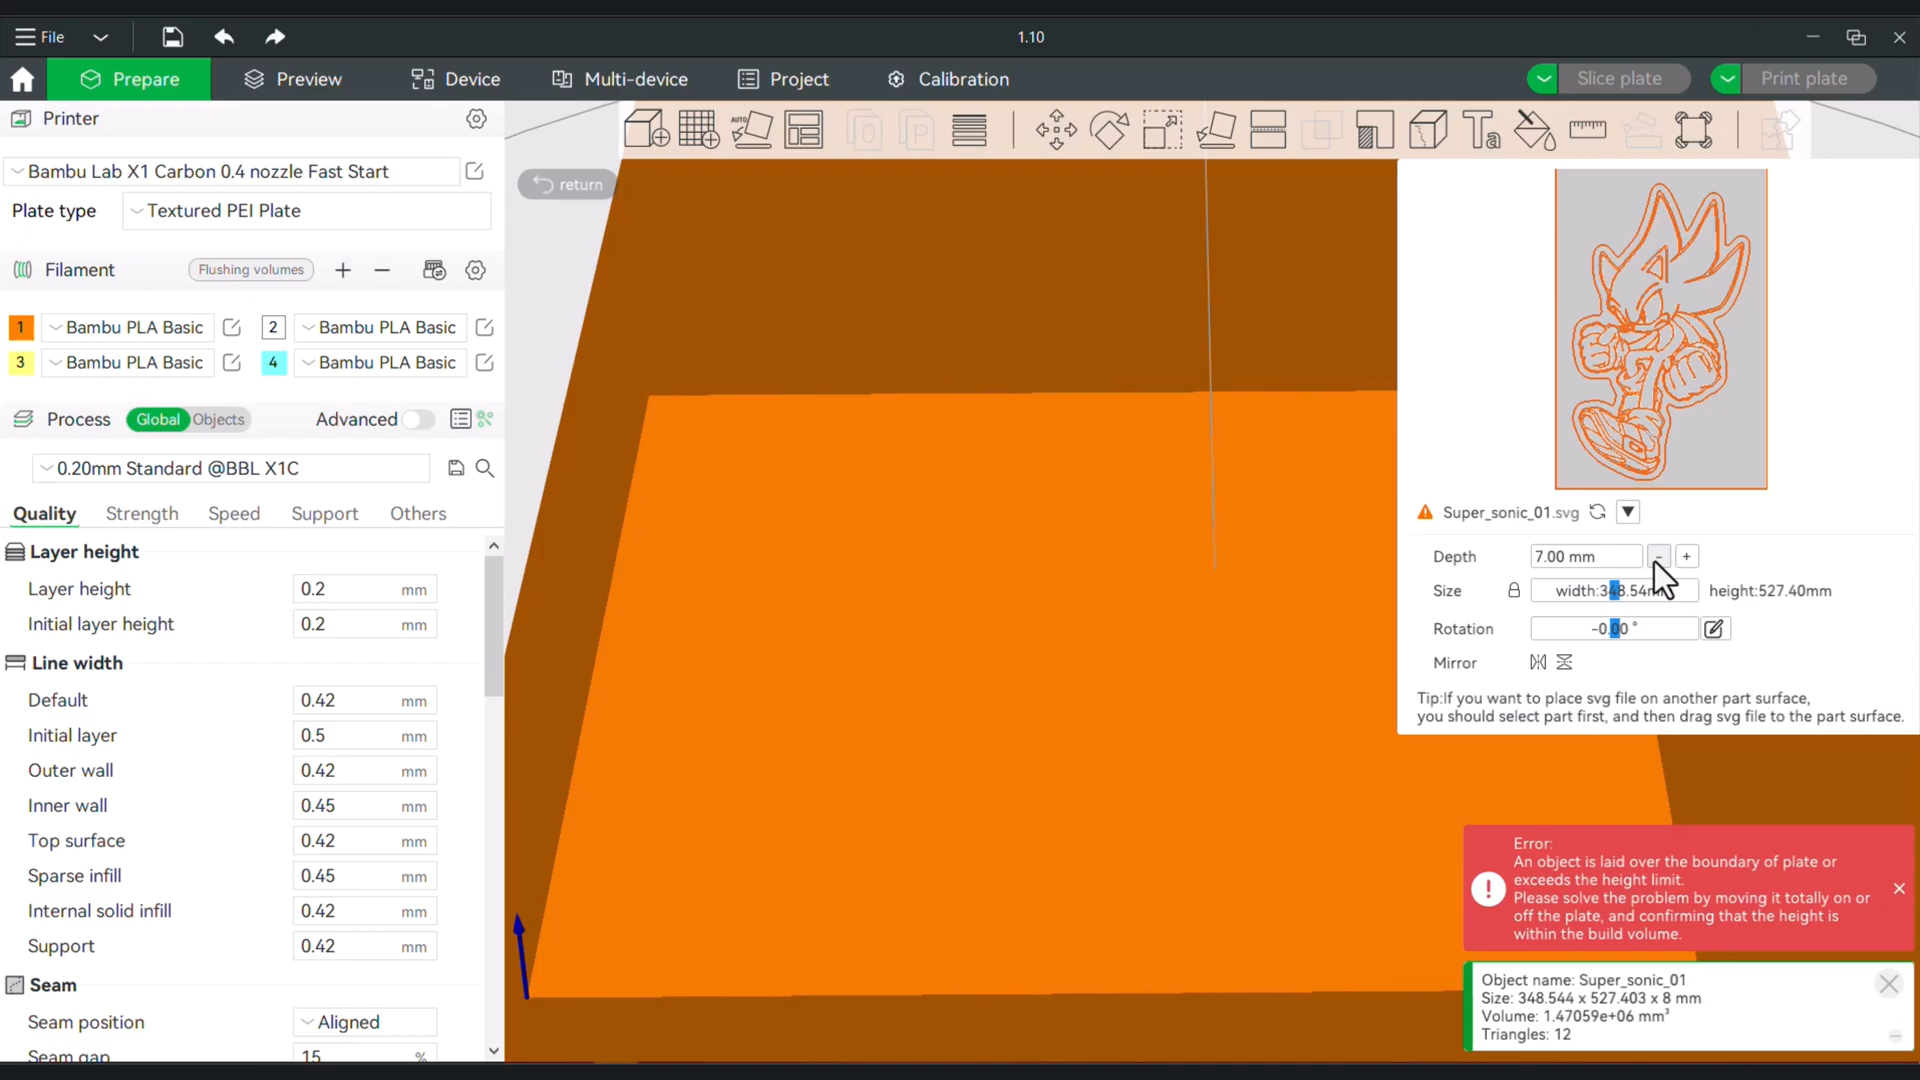 File
1.10
Prepare
Preview
Device
Multi-device
Project
Calibration
Slice plate
Print plate
Printer
Bambu Lab X1 Carbon 0.4 nozzle Fast Start
Plate type
Textured PEI Plate
Filament
Flushing volumes
1 Bambu PLA Basic
2 Bambu PLA Basic
3 Bambu PLA Basic
4 Bambu PLA Basic
Process
Global
Objects
Advanced
0.20mm Standard @BBL X1C
Quality
Strength
Speed
Support
Others
Layer height
Layer height 0.2 mm
Initial layer height 0.2 mm
Line width
Default 0.42 mm
Initial layer 0.5 mm
Outer wall 0.42 mm
Inner wall 0.45 mm
Top surface 0.42 mm
Sparse infill 0.45 mm
Internal solid infill 0.42 mm
Support 0.42 mm
Seam
Seam position Aligned
Seam gap 15 %
AUTO
O
P
Ta
return
Super_sonic_01.svg
Depth 7.00 mm - +
Size width:348.54m height:527.40mm
Rotation -0.00 °
Mirror
Tip:If you want to place svg file on another part surface,
you should select part first, and then drag svg file to the part surface.
Error:
An object is laid over the boundary of plate or
exceeds the height limit.
Please solve the problem by moving it totally on or
off the plate, and confirming that the height is
within the build volume.
Object name: Super_sonic_01
Size: 348.544 x 527.403 x 8 mm
Volume: 1.47059e+06 mm³
Triangles: 12